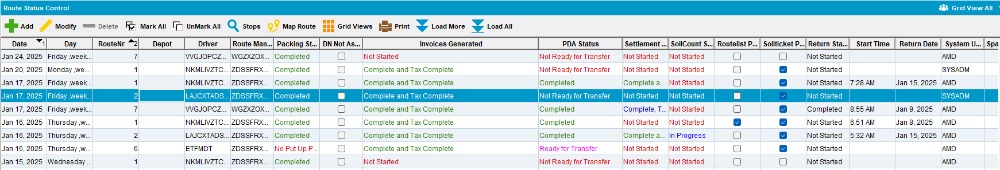 Route Status Control Grid View All
Add Modify Delete Mark All UnMark All Stops Map Route Grid Views Print Load More Load All
Date 1 Day RouteNr 2 Depot Driver Route Man... Packing St... DN Not As... Invoices Generated PDA Status Settlement ... SoilCount S... Routelist P... Soilticket P... Return Sta... Start Time Return Date System U... Spa
Jan 24, 2025 Friday ,week... 7 VVGJOPCZ... WGZXZOX... Completed Not Started Not Ready for Transfer Not Started Not Started Not Started AMD
Jan 20, 2025 Monday ,we... 1 NKMLIVZTC... ZDSSFRX... Completed Complete and Tax Complete Not Ready for Transfer Not Started Not Started Not Started SYSADM
Jan 17, 2025 Friday ,week... 1 NKMLIVZTC... ZDSSFRX... Completed Complete and Tax Complete Completed Complete a... Not Started Not Started 7:28 AM Jan 15, 2025 AMD
Jan 17, 2025 Friday ,week... 2 LAJCXTADS... ZDSSFRX... Completed Complete and Tax Complete Not Ready for Transfer Not Started Not Started Not Started SYSADM
Jan 17, 2025 Friday ,week... 7 VVGJOPCZ... WGZXZOX... Completed Complete and Tax Complete Completed Complete, T... Not Started Completed 8:55 AM Jan 9, 2025 AMD
Jan 16, 2025 Thursday ,w... 1 NKMLIVZTC... ZDSSFRX... Completed Complete and Tax Complete Completed Not Started Not Started Not Started 6:51 AM Jan 8, 2025 AMD
Jan 16, 2025 Thursday ,w... 2 LAJCXTADS... ZDSSFRX... Completed Complete and Tax Complete Completed Complete a... In Progress Not Started 5:32 AM Jan 15, 2025 AMD
Jan 16, 2025 Thursday ,w... 6 ETFMDT ZDSSFRX... No Put Up P... Complete and Tax Complete Ready for Transfer Not Started Not Started Not Started AMD
Jan 15, 2025 Wednesday ... 1 NKMLIVZTC... ZDSSFRX... Completed Not Started Not Ready for Transfer Not Started Not Started Not Started AMD